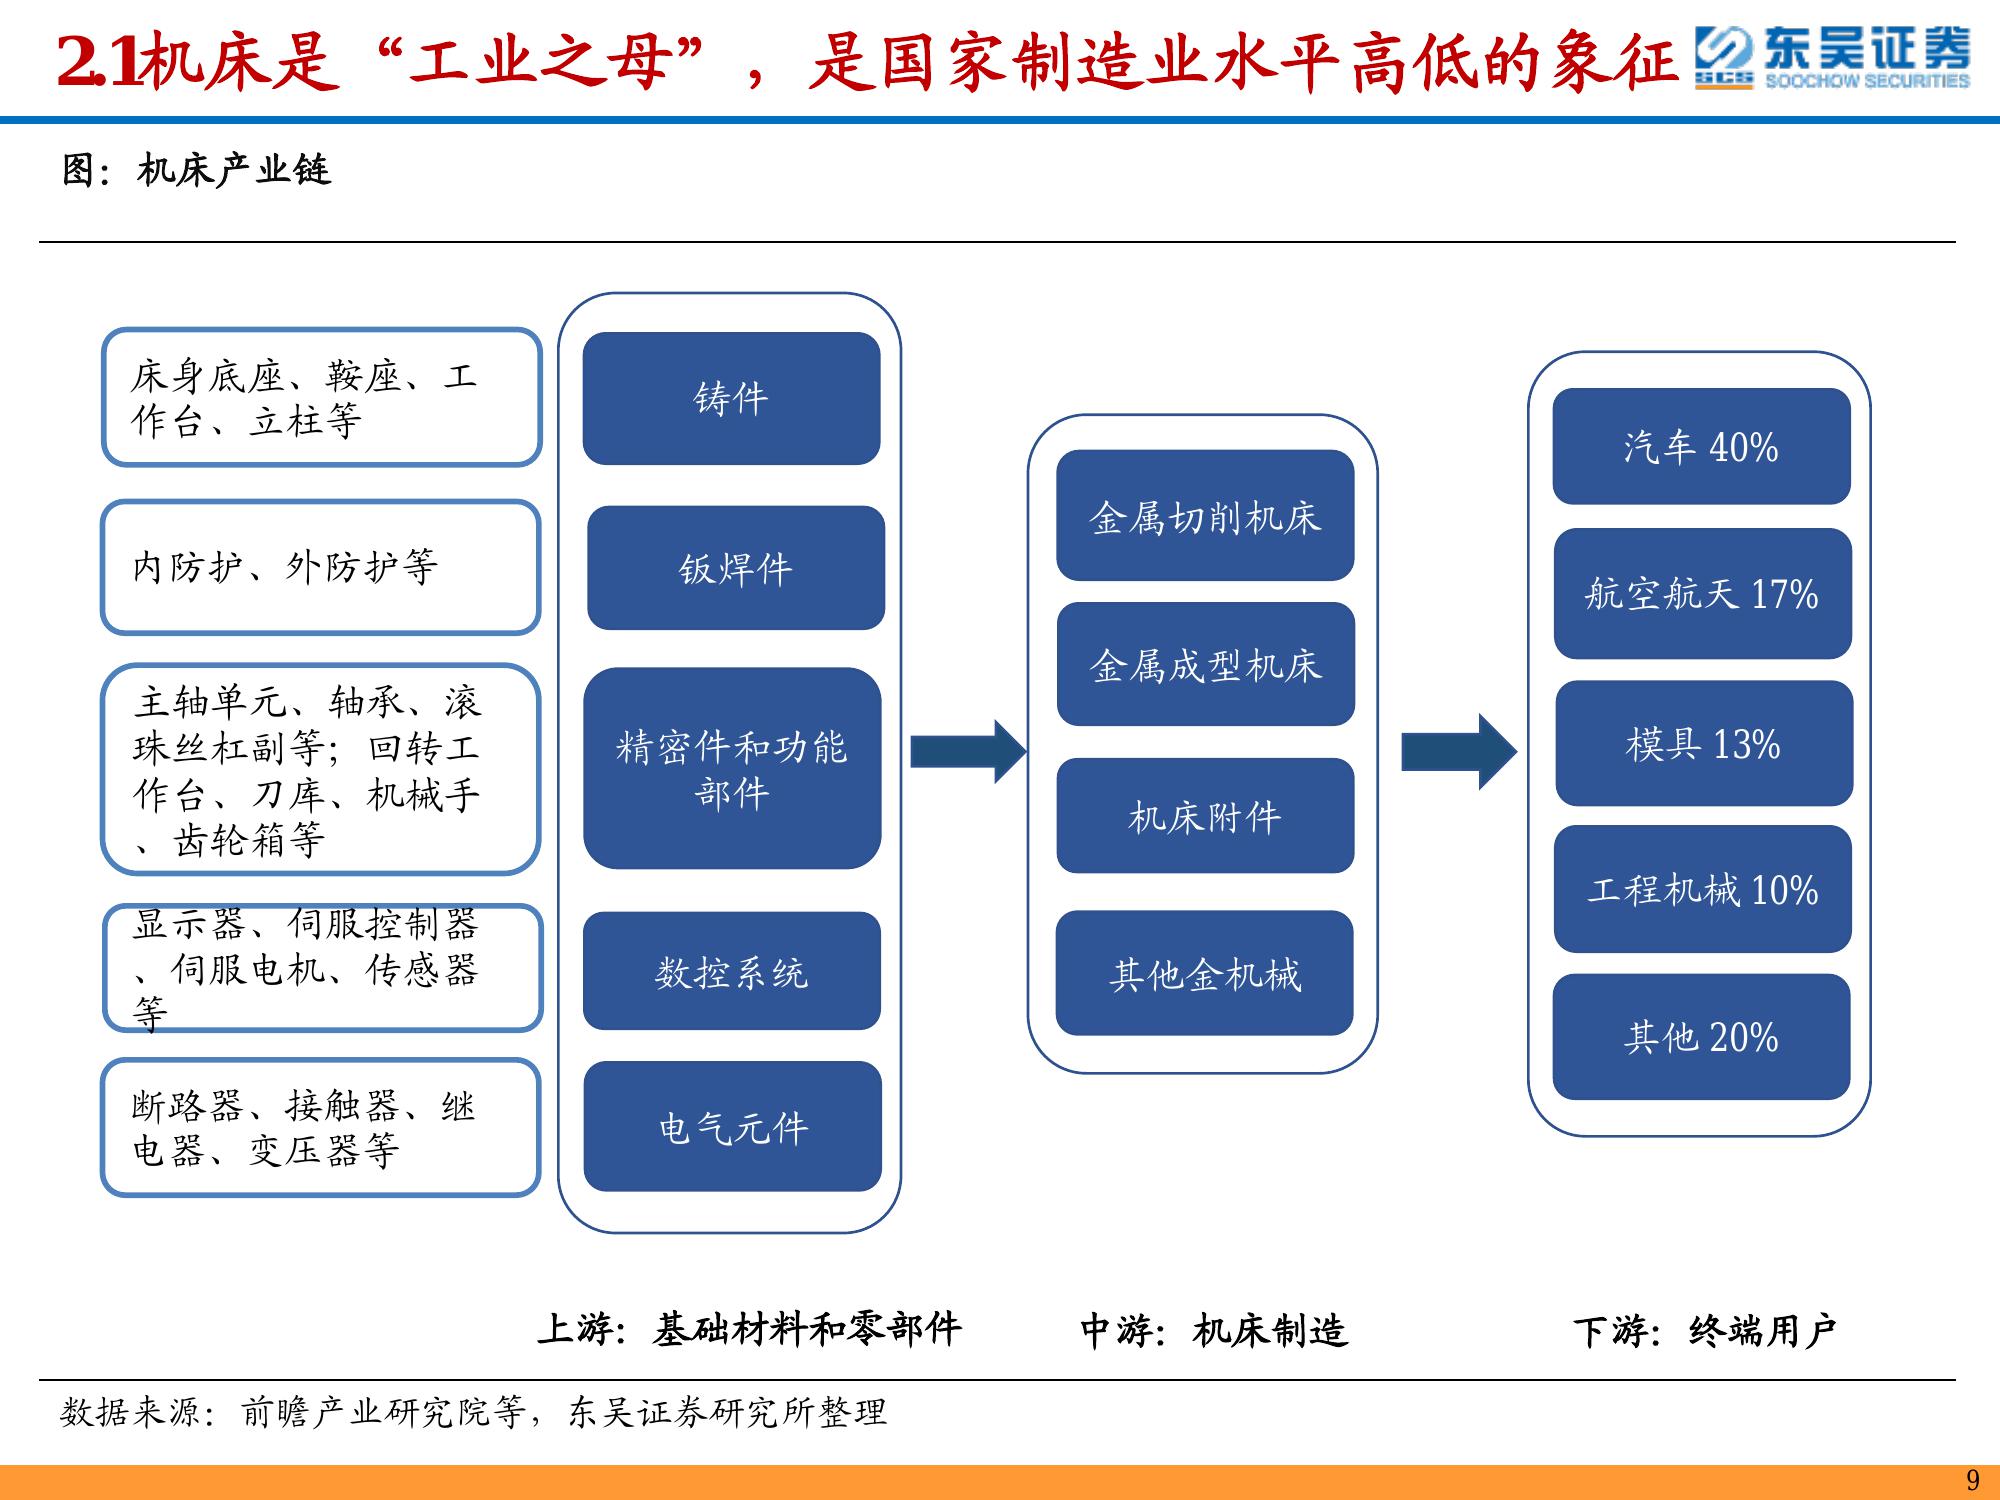 2.1机床是“工业之母”，是国家制造业水平高低的象征
东吴证券
SCS SOOCHOW SECURITIES
图：机床产业链
床身底座、鞍座、工
作台、立柱等
铸件
内防护、外防护等
钣焊件
主轴单元、轴承、滚
珠丝杠副等；回转工
作台、刀库、机械手
、齿轮箱等
精密件和功能
部件
显示器、伺服控制器
、伺服电机、传感器
等
数控系统
断路器、接触器、继
电器、变压器等
电气元件
金属切削机床
金属成型机床
机床附件
其他金机械
汽车 40%
航空航天 17%
模具 13%
工程机械 10%
其他 20%
上游：基础材料和零部件
中游：机床制造
下游：终端用户
数据来源：前瞻产业研究院等，东吴证券研究所整理
9